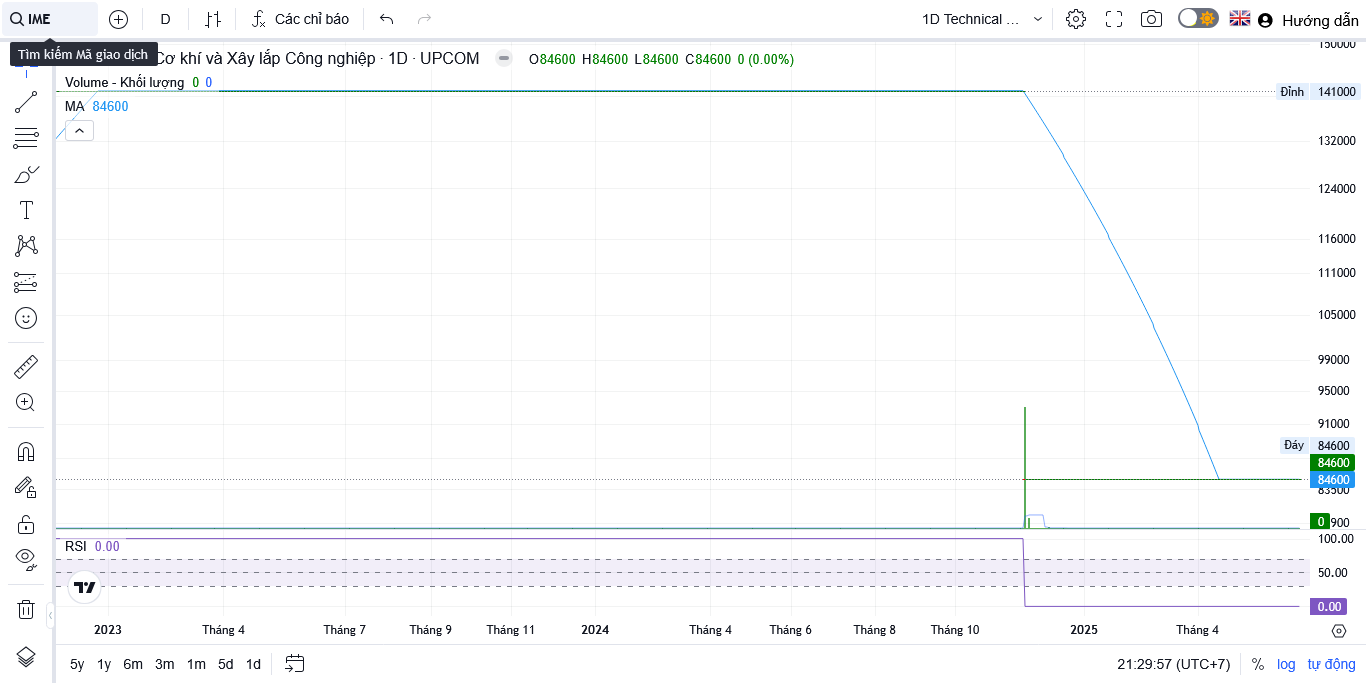 IME
D
Các chỉ báo
1D Technical ...
Hướng dẫn
Tìm kiếm Mã giao dịch
Cơ khí và Xây lắp Công nghiệp · 1D · UPCOM
O84600 H84600 L84600 C84600 0 (0.00%)
Volume - Khối lượng 0 0
MA 84600
150000
Đỉnh 141000
132000
124000
116000
111000
105000
99000
95000
91000
Đáy 84600
84600
84600
83500
0
900
RSI 0.00
100.00
50.00
0.00
2023 Tháng 4 Tháng 7 Tháng 9 Tháng 11 2024 Tháng 4 Tháng 6 Tháng 8 Tháng 10 2025 Tháng 4
5y 1y 6m 3m 1m 5d 1d
21:29:57 (UTC+7) % log tự động